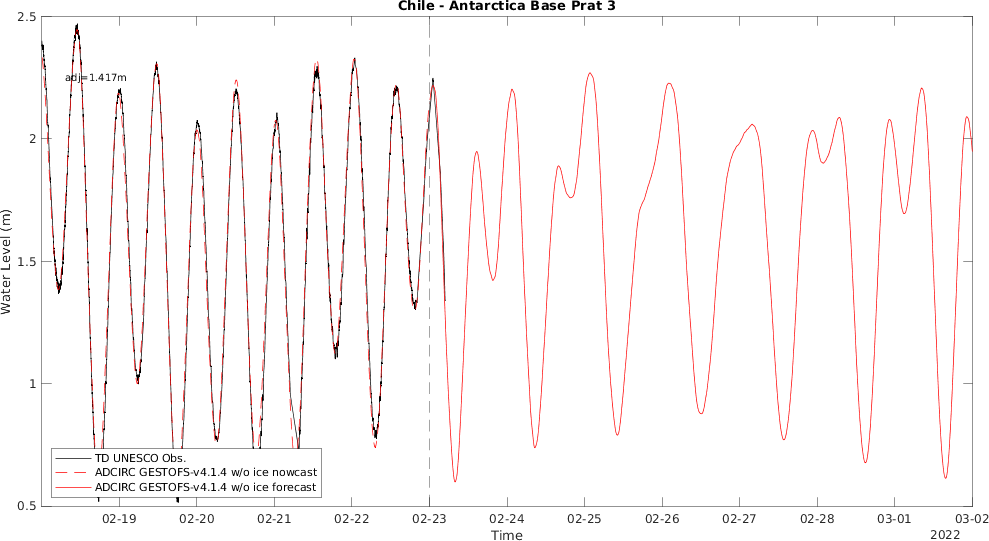 Chile - Antarctica Base Prat 3
2.5
adj=1.417m
2
Water Level (m)
1.5
1
TD UNESCO Obs.
ADCIRC GESTOFS-v4.1.4 w/o ice nowcast
ADCIRC GESTOFS-v4.1.4 w/o ice forecast
0.5
02-19 02-20 02-21 02-22 02-23 02-24 02-25 02-26 02-27 02-28 03-01 03-02
Time
2022